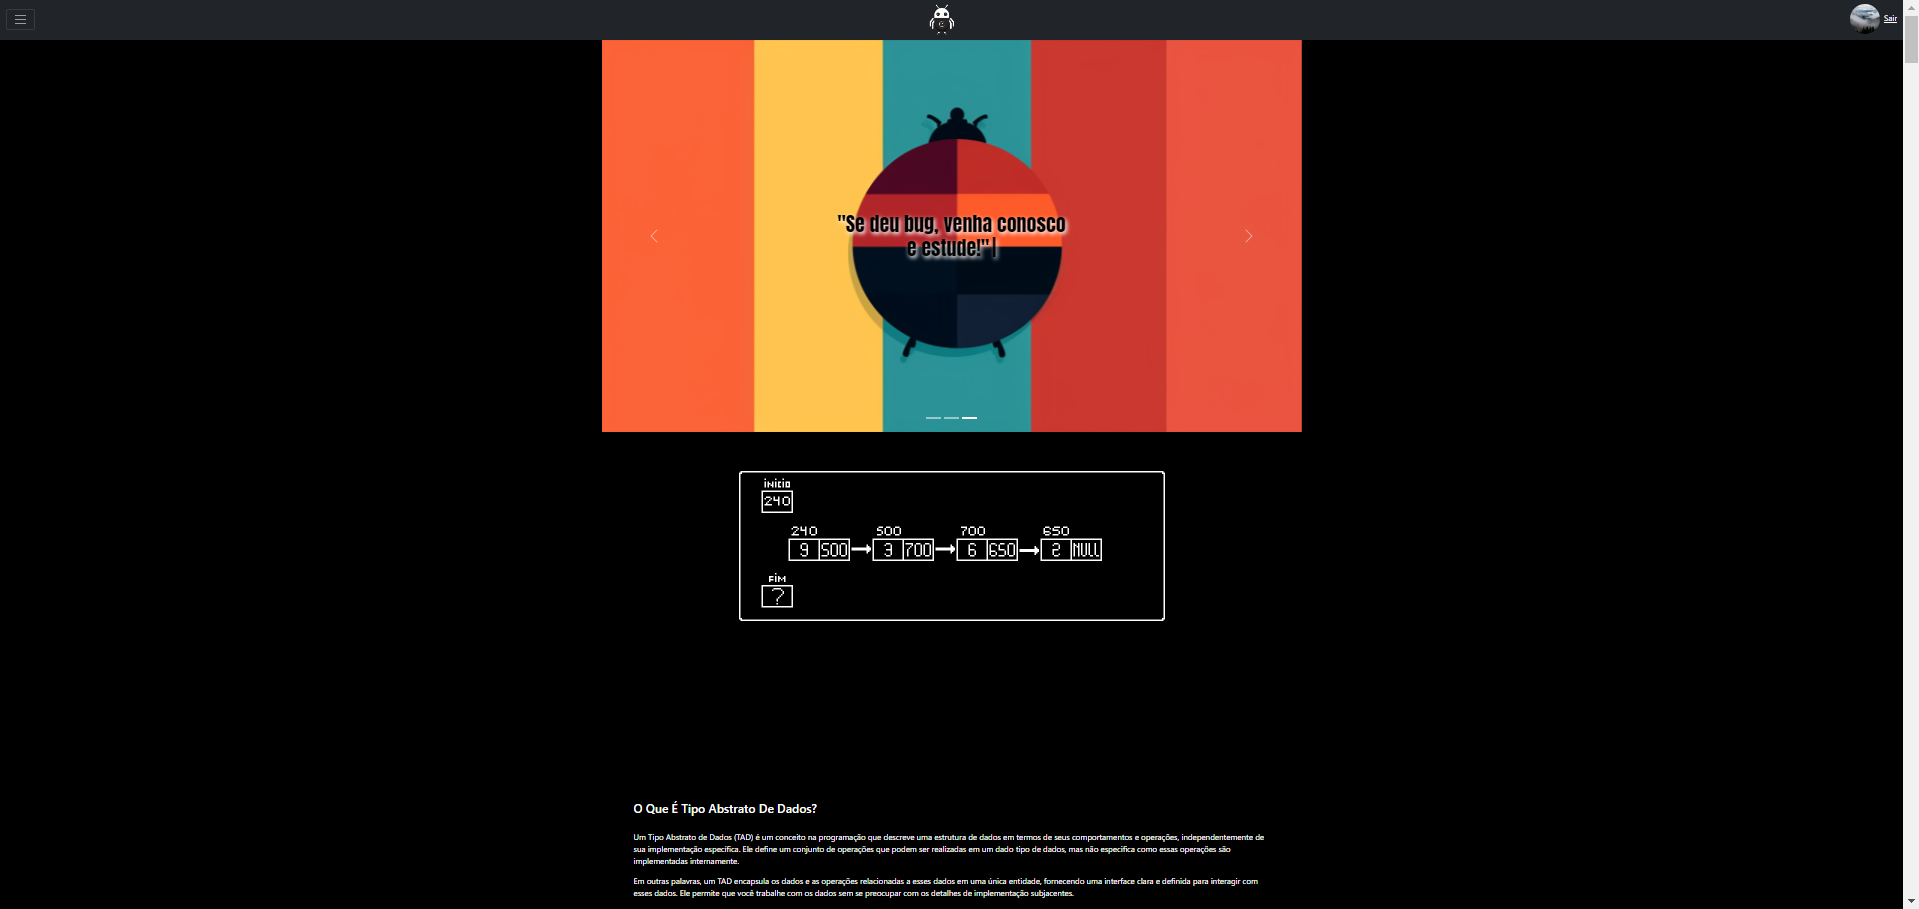 Sair
"Se deu bug, venha conosco
e estude!"|
INICIO
240
240 500 700 650
9 500 3 700 6 650 2 NULL
FIM
?
O Que É Tipo Abstrato De Dados?
Um Tipo Abstrato de Dados (TAD) é um conceito na programação que descreve uma estrutura de dados em termos de seus comportamentos e operações, independentemente de
sua implementação específica. Ele define um conjunto de operações que podem ser realizadas em um dado tipo de dados, mas não especifica como essas operações são
implementadas internamente.
Em outras palavras, um TAD encapsula os dados e as operações relacionadas a esses dados em uma única entidade, fornecendo uma interface clara e definida para interagir com
esses dados. Ele permite que você trabalhe com os dados sem se preocupar com os detalhes de implementação subjacentes.